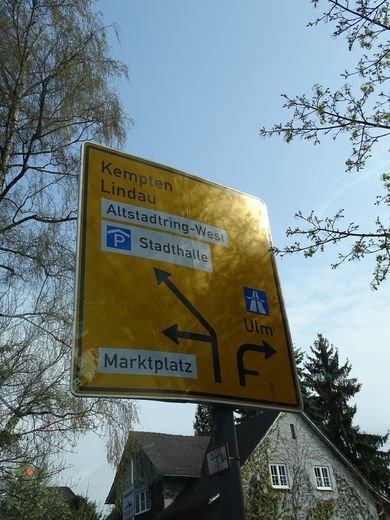 Kempten
Lindau
Altstadtring-West
P Stadthalle
Ulm
Marktplatz